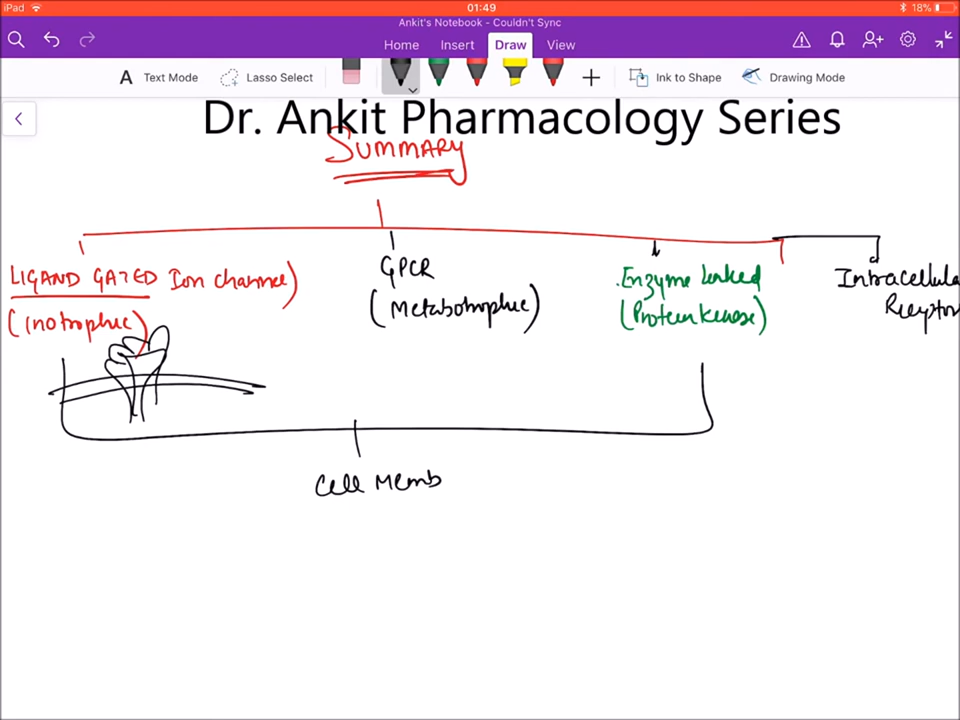 iPad 01:49 18%
Ankit's Notebook - Couldn't Sync
Home Insert Draw View
Text Mode Lasso Select Ink to Shape Drawing Mode
Dr. Ankit Pharmacology Series
SUMMARY
LIGAND GATED Ion channel)
(Inotrophic)
GPCR
(Metabotrophic)
Enzyme linked
(Protein kinase)
Intracellula
Receptor
Cell Memb